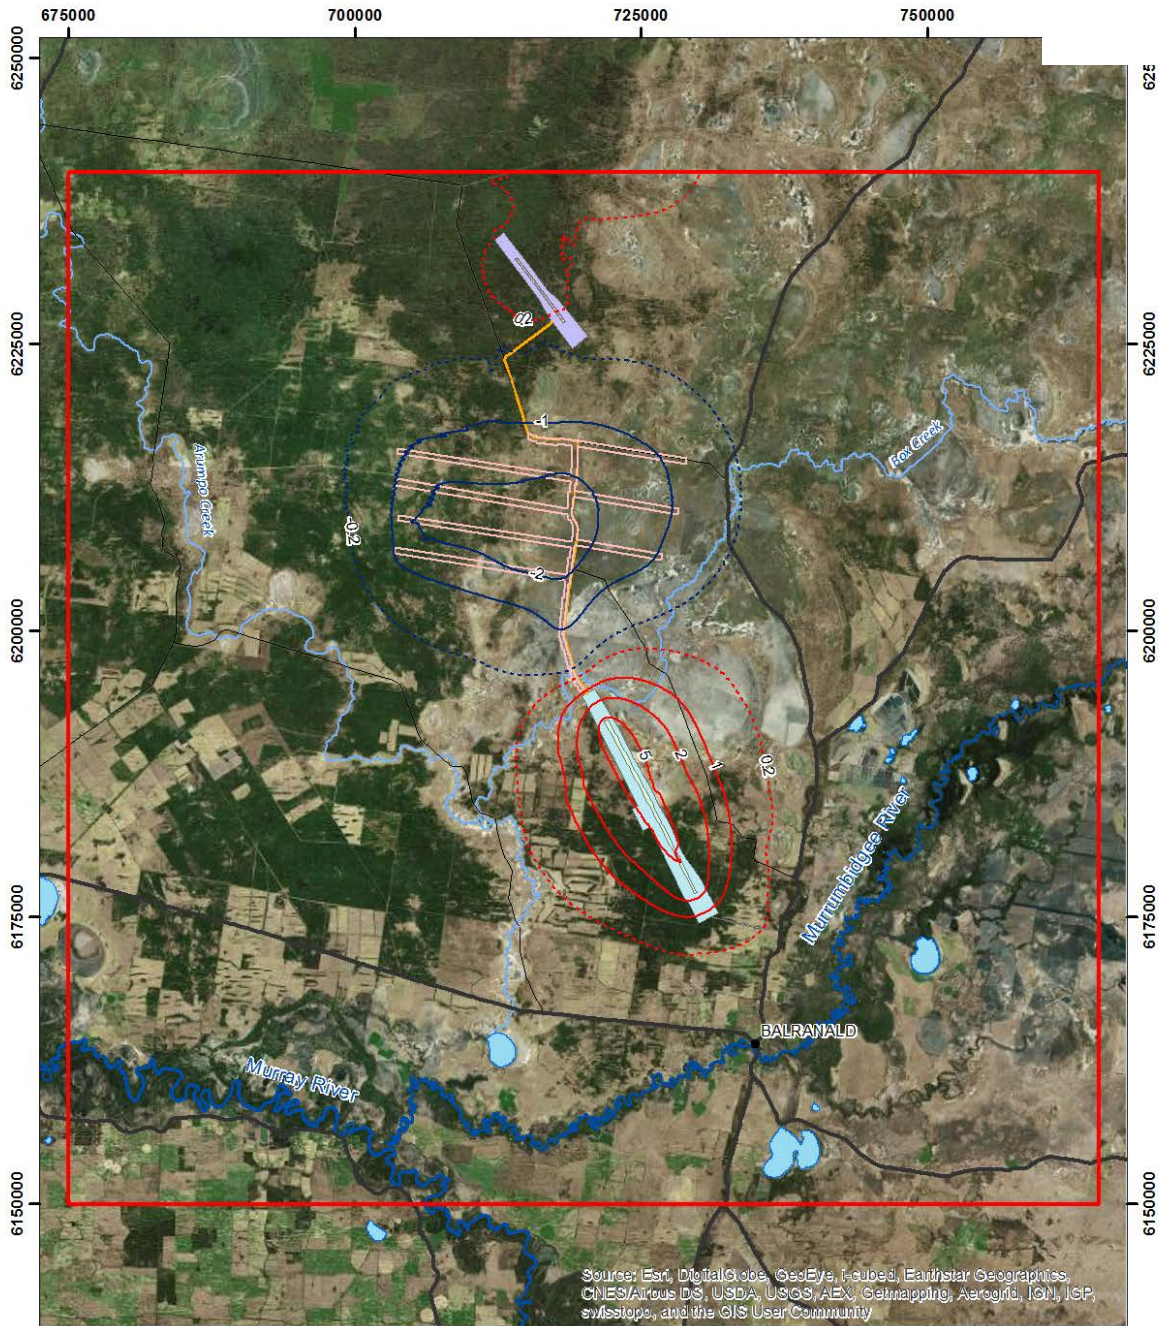 675000 700000 725000 750000
6250000
625
6225000
6225000
6200000
6200000
6175000
6175000
6150000
6150000
0.2
-1
-0.2
-2
5
2
1
0.2
Arumpo Creek
Box Creek
Murrumbidgee River
BALRANALD
Murray River
Source: Esri, DigitalGlobe, GeoEye, i-cubed, Earthstar Geographics,
CNES/Airbus DS, USDA, USGS, AEX, Getmapping, Aerogrid, IGN, IGP,
swisstopo, and the GIS User Community